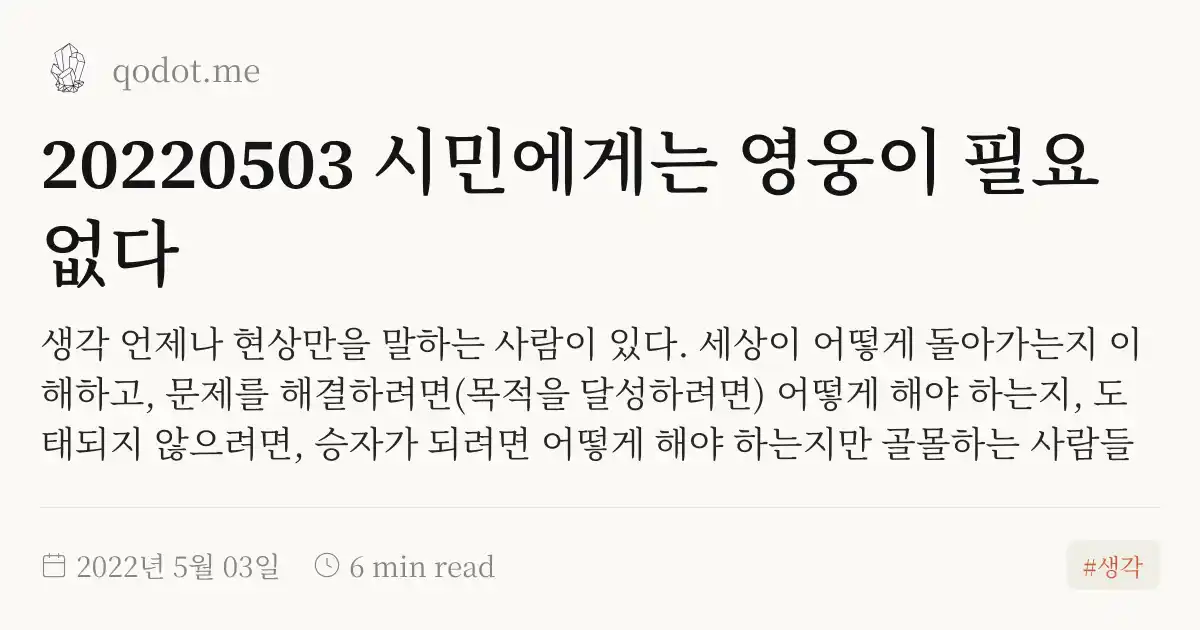 qodot.me
20220503 시민에게는 영웅이 필요
없다
생각 언제나 현상만을 말하는 사람이 있다. 세상이 어떻게 돌아가는지 이
해하고, 문제를 해결하려면(목적을 달성하려면) 어떻게 해야 하는지, 도
태되지 않으려면, 승자가 되려면 어떻게 해야 하는지만 골몰하는 사람들
2022년 5월 03일 6 min read #생각